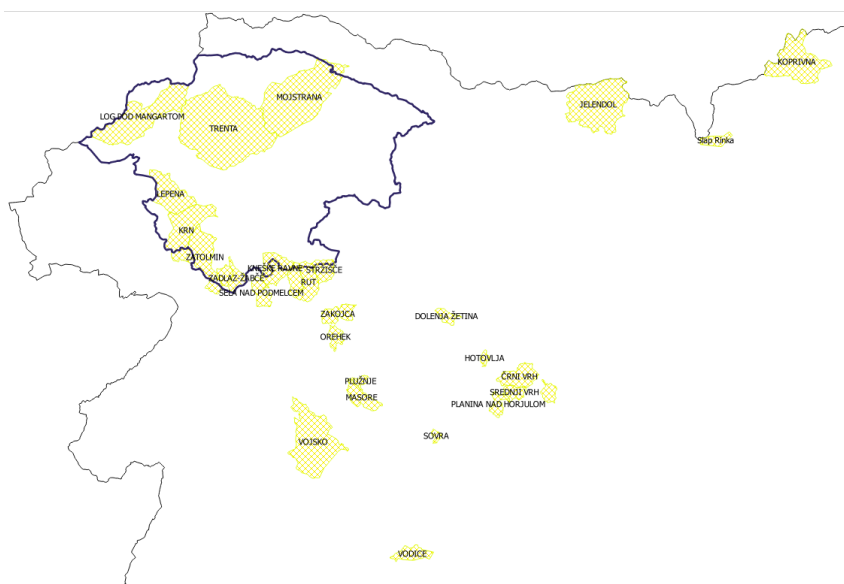 KOPRIVNA
MOJSTRANA
JELENDOL
LOG POD MANGARTOM
TRENTA
Slap Rinka
LEPENA
KRN
ZATOLMIN
KNEŠKE RAVNE
STRŽIŠČE
ZADLAZ-ŽABČE
RUT
SELA NAD PODMELCEM
ZAKOJCA
DOLENJA ŽETINA
OREHEK
HOTOVLJA
ČRNI VRH
PLUŽNJE
SREDNJI VRH
MASORE
PLANINA NAD HORJULOM
SOVRA
VOJSKO
VODICE